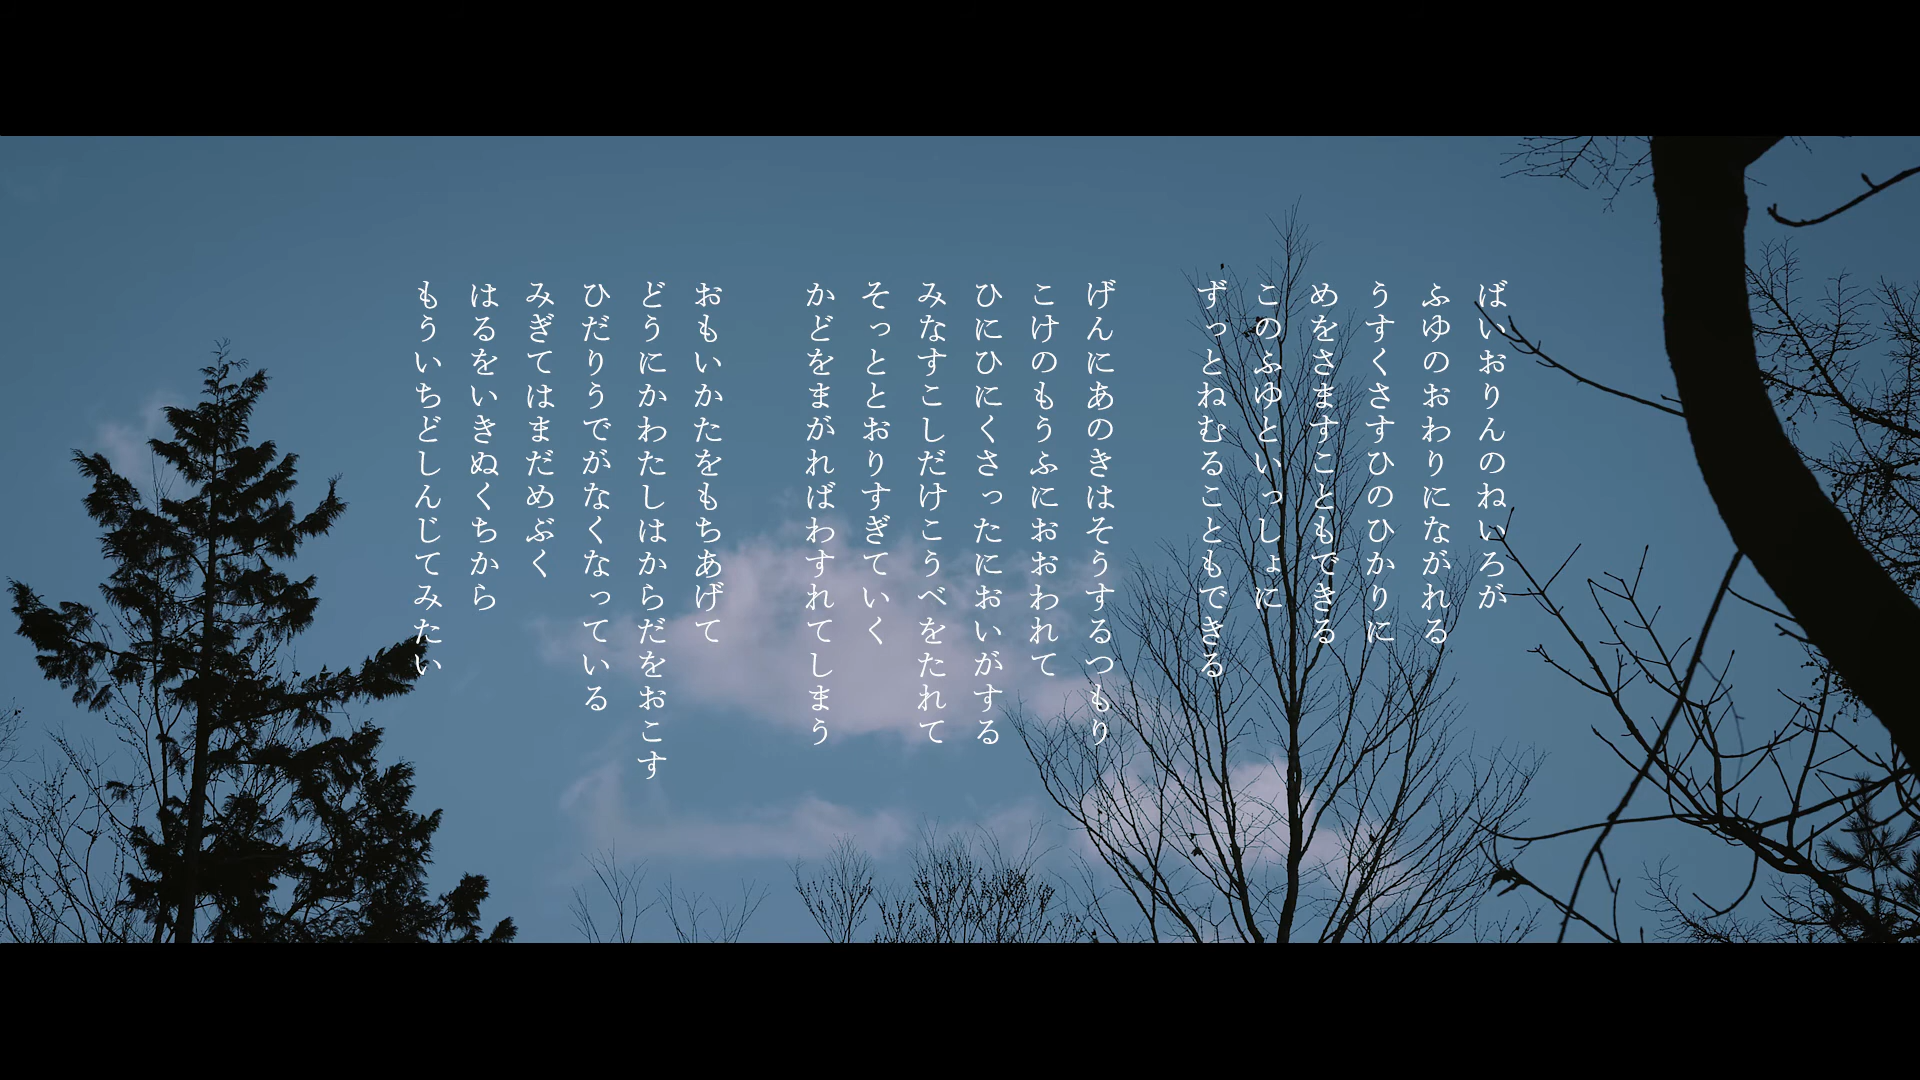 ばいおりんのねいろが
ふゆのおわりにながれる
うすくさすひのひかりに
めをさますこともできる
このふゆといっしょに
ずっとねむることもできる
げんにあのきはそうするつもり
こけのもうふにおおわれて
ひにひにくさったにおいがする
みなすこしだけこうべをたれて
そっととおりすぎていく
かどをまがればわすれてしまう
おもいかたをもちあげて
どうにかわたしはからだをおこす
ひだりうでがなくなっている
みぎてはまだめぶく
はるをいきぬくちから
もういちどしんじてみたい